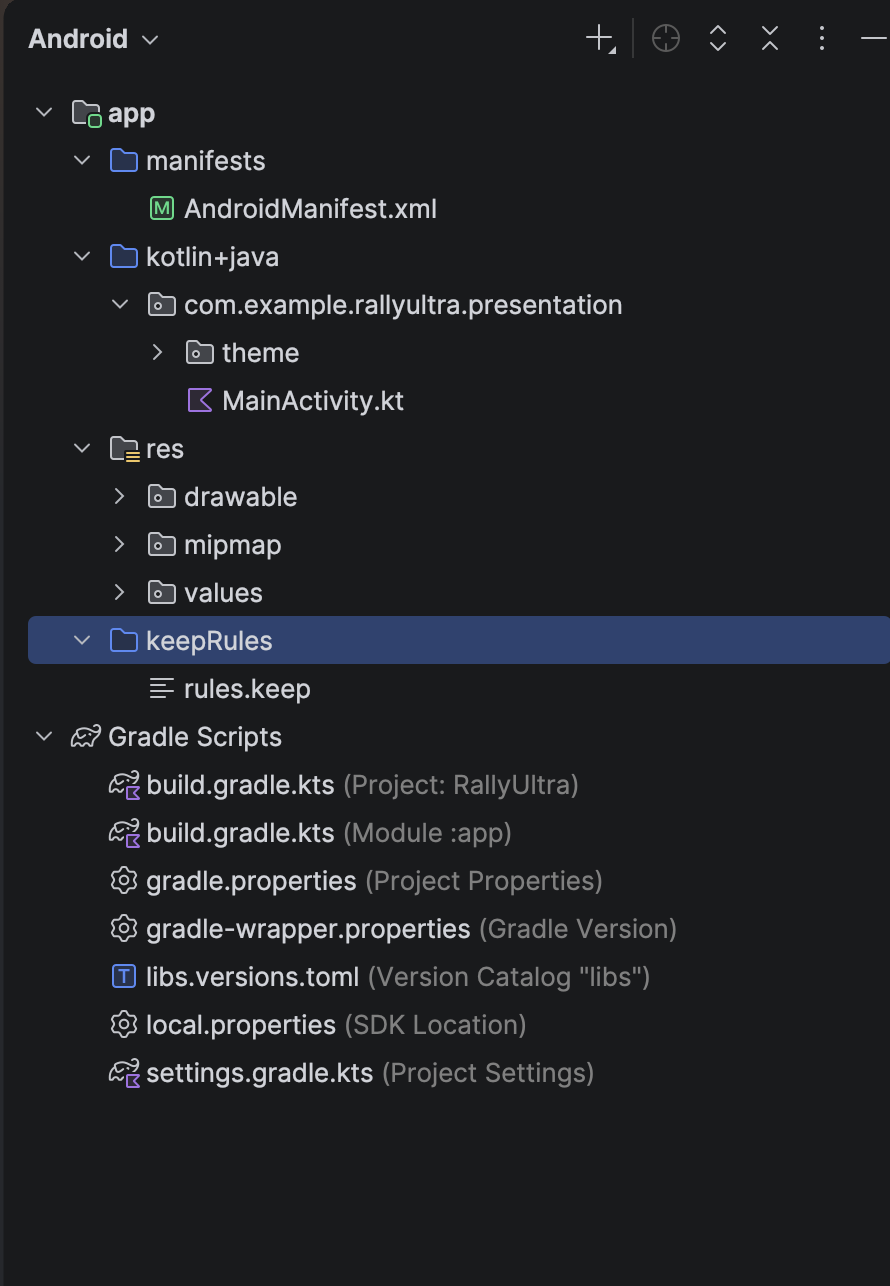 Android
app
manifests
AndroidManifest.xml
kotlin+java
com.example.rallyultra.presentation
theme
MainActivity.kt
res
drawable
mipmap
values
keepRules
rules.keep
Gradle Scripts
build.gradle.kts (Project: RallyUltra)
build.gradle.kts (Module :app)
gradle.properties (Project Properties)
gradle-wrapper.properties (Gradle Version)
libs.versions.toml (Version Catalog "libs")
local.properties (SDK Location)
settings.gradle.kts (Project Settings)